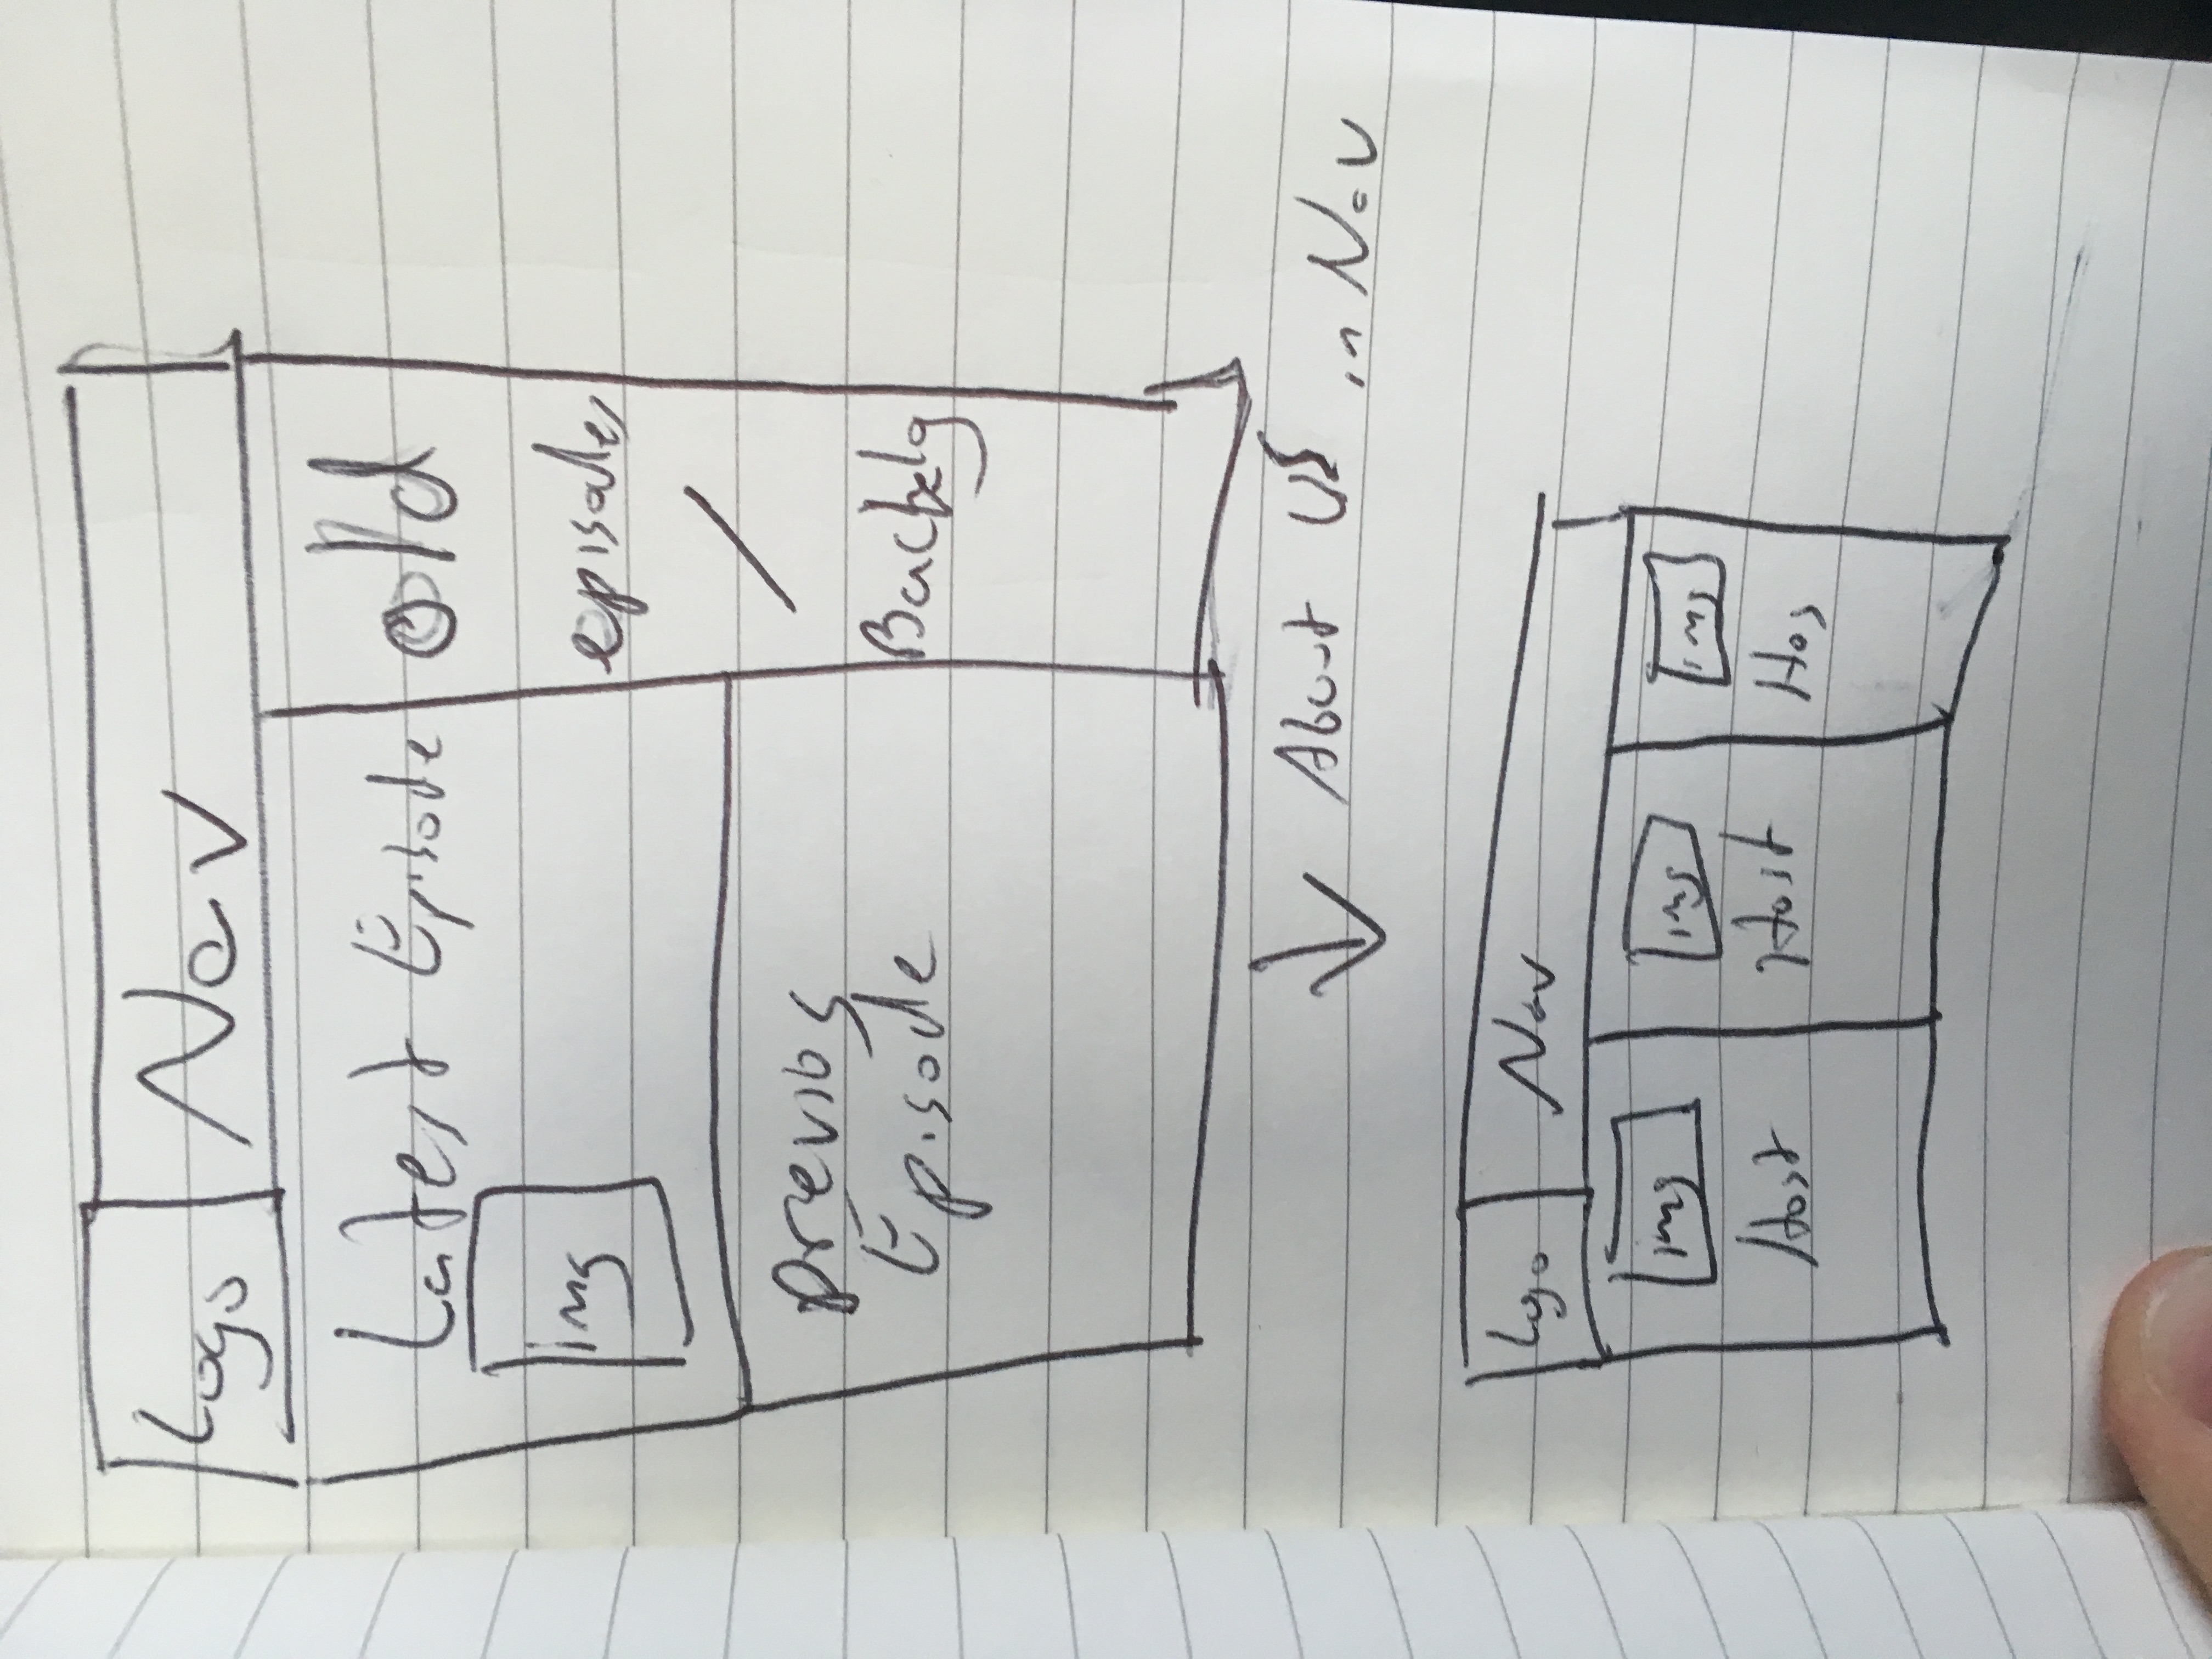 Logo Nav
Latest Episode
img
previos
Episode
old
episodes
/
Backlg
About us in Nav
Logo Nav
img img img
Host Host Hos